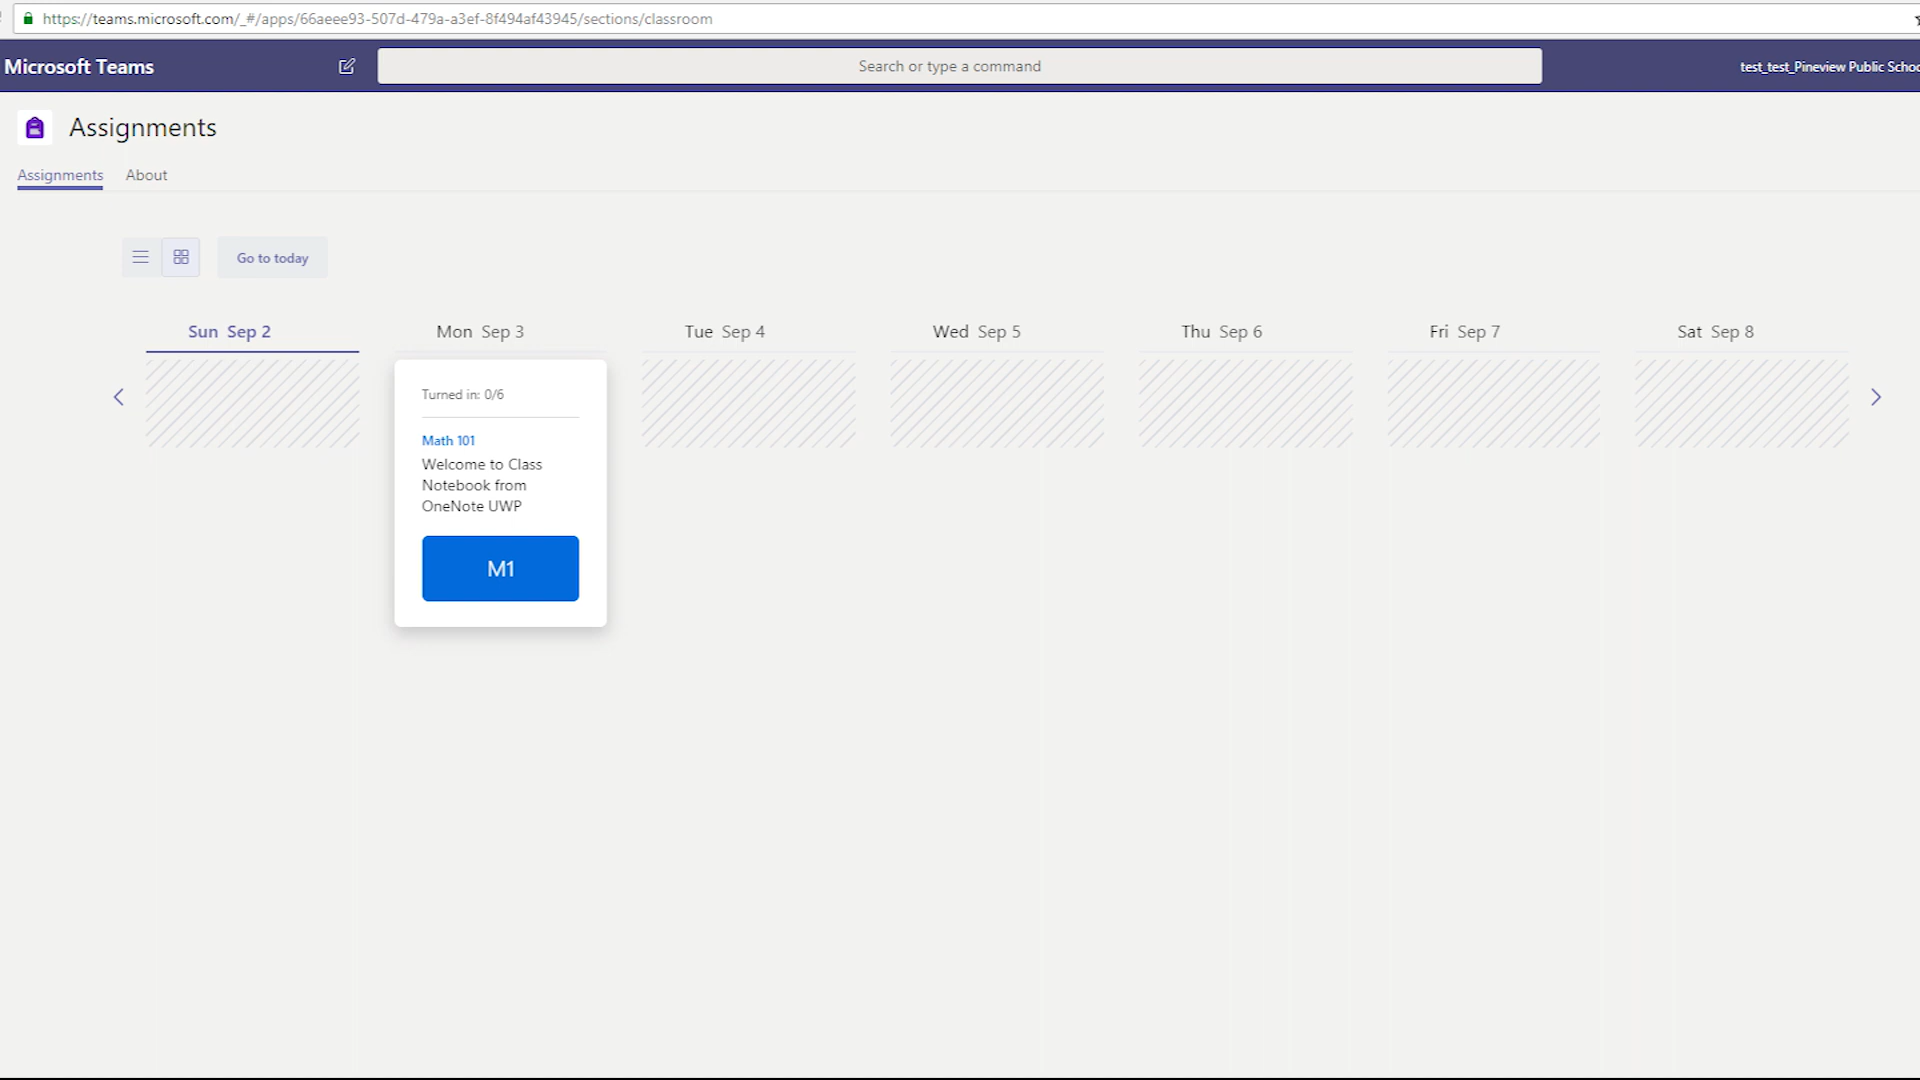 https://teams.microsoft.com/_#/apps/66aeee93-507d-479a-a3ef-8f494af43945/sections/classroom
Microsoft Teams
Search or type a command
test_test_Pineview Public Schoo
Assignments
Assignments About
Go to today
Sun Sep 2 Mon Sep 3 Tue Sep 4 Wed Sep 5 Thu Sep 6 Fri Sep 7 Sat Sep 8
Turned in: 0/6
Math 101
Welcome to Class
Notebook from
OneNote UWP
M1